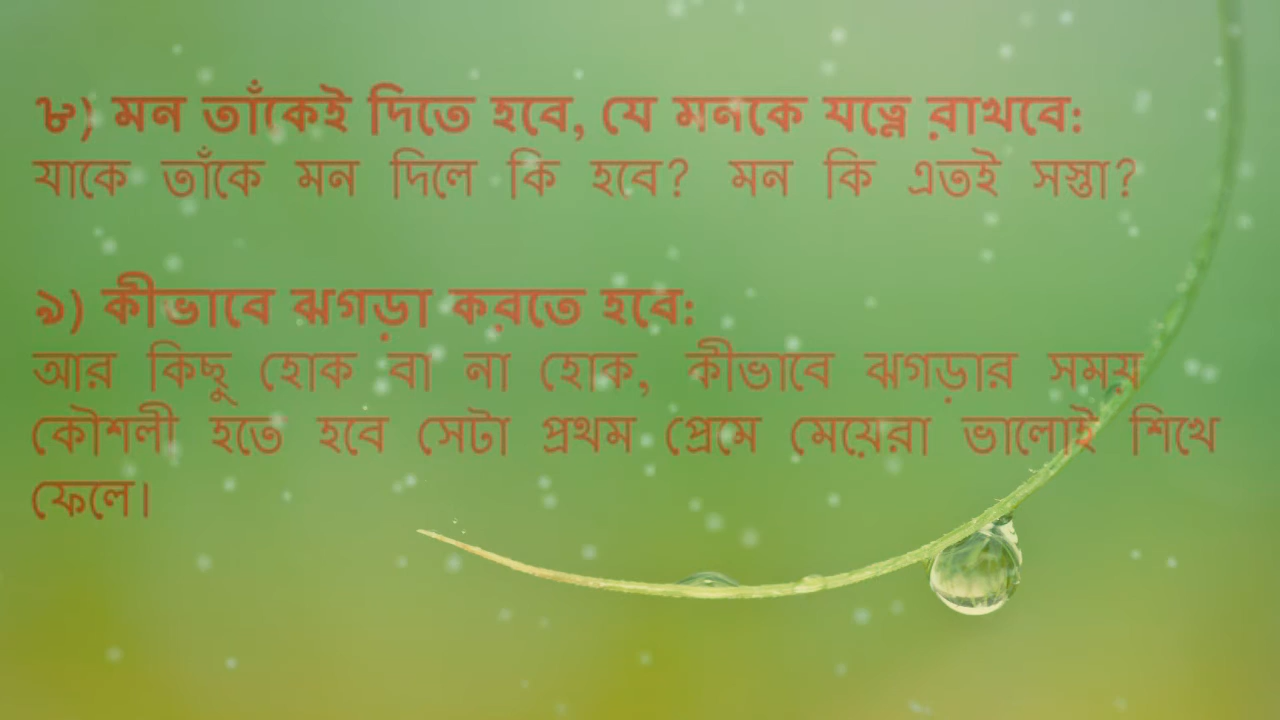 ৮) মন তাঁকেই দিতে হবে, যে মনকে যত্নে রাখবে:
যাকে তাঁকে মন দিলে কি হবে? মন কি এতই সস্তা?
৯) কীভাবে ঝগড়া করতে হবে:
আর কিছু হোক বা না হোক, কীভাবে ঝগড়ার সময়
কৌশলী হতে হবে সেটা প্রথম প্রেমে মেয়েরা ভালোই শিখে
ফেলে।